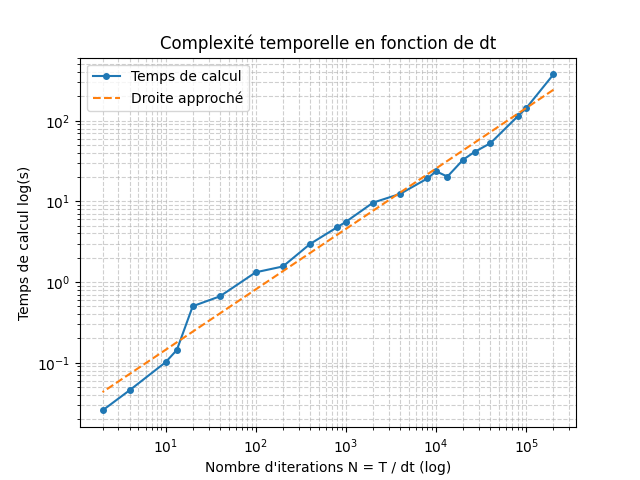 Complexité temporelle en fonction de dt
Temps de calcul
Droite approché
10²
10¹
10⁰
10⁻¹
Temps de calcul log(s)
10¹ 10² 10³ 10⁴ 10⁵
Nombre d'iterations N = T / dt (log)